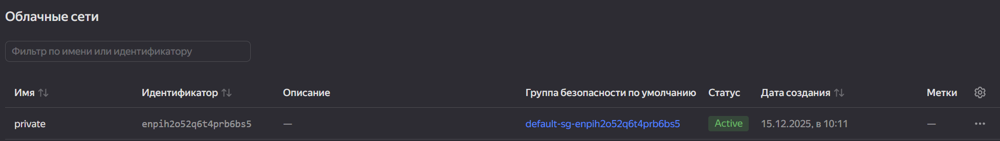 Облачные сети
Фильтр по имени или идентификатору
Имя Идентификатор Описание Группа безопасности по умолчанию Статус Дата создания Метки
private enpih2o52q6t4prb6bs5 — default-sg-enpih2o52q6t4prb6bs5 Active 15.12.2025, в 10:11 —